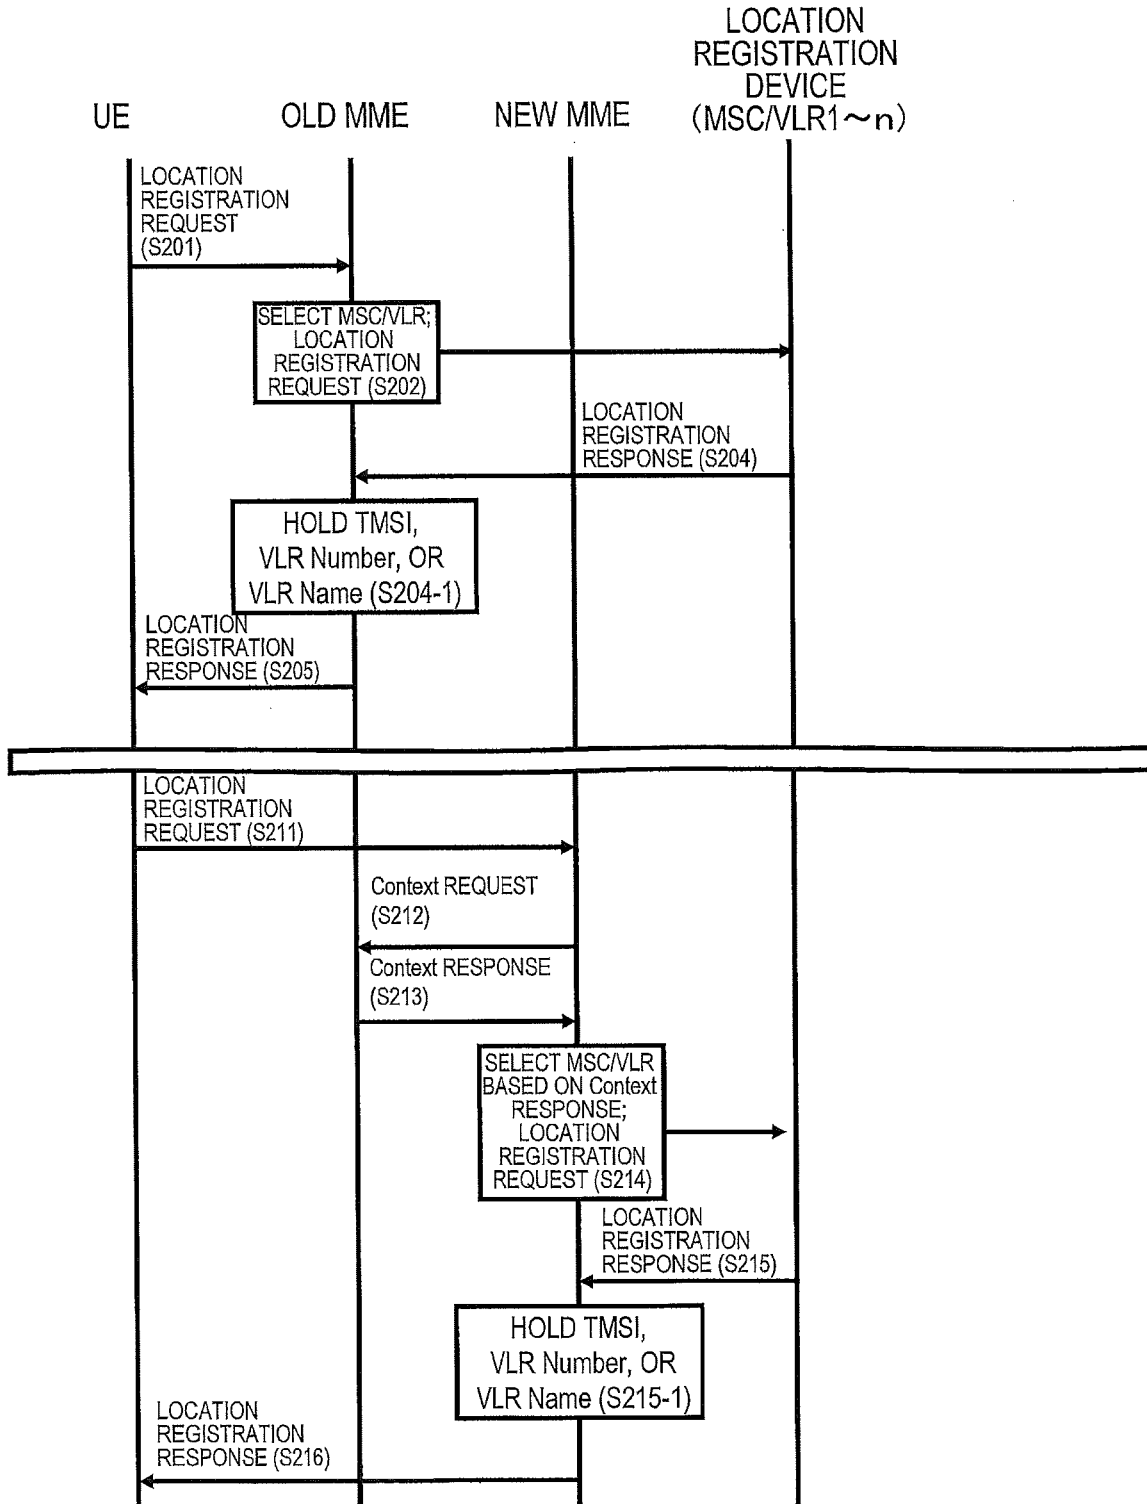 LOCATION
REGISTRATION
DEVICE
(MSC/VLR1～n)
UE
OLD MME
NEW MME
LOCATION
REGISTRATION
REQUEST
(S201)
SELECT MSC/VLR;
LOCATION
REGISTRATION
REQUEST (S202)
LOCATION
REGISTRATION
RESPONSE (S204)
HOLD TMSI,
VLR Number, OR
VLR Name (S204-1)
LOCATION
REGISTRATION
RESPONSE (S205)
LOCATION
REGISTRATION
REQUEST (S211)
Context REQUEST
(S212)
Context RESPONSE
(S213)
SELECT MSC/VLR
BASED ON Context
RESPONSE;
LOCATION
REGISTRATION
REQUEST (S214)
LOCATION
REGISTRATION
RESPONSE (S215)
HOLD TMSI,
VLR Number, OR
VLR Name (S215-1)
LOCATION
REGISTRATION
RESPONSE (S216)